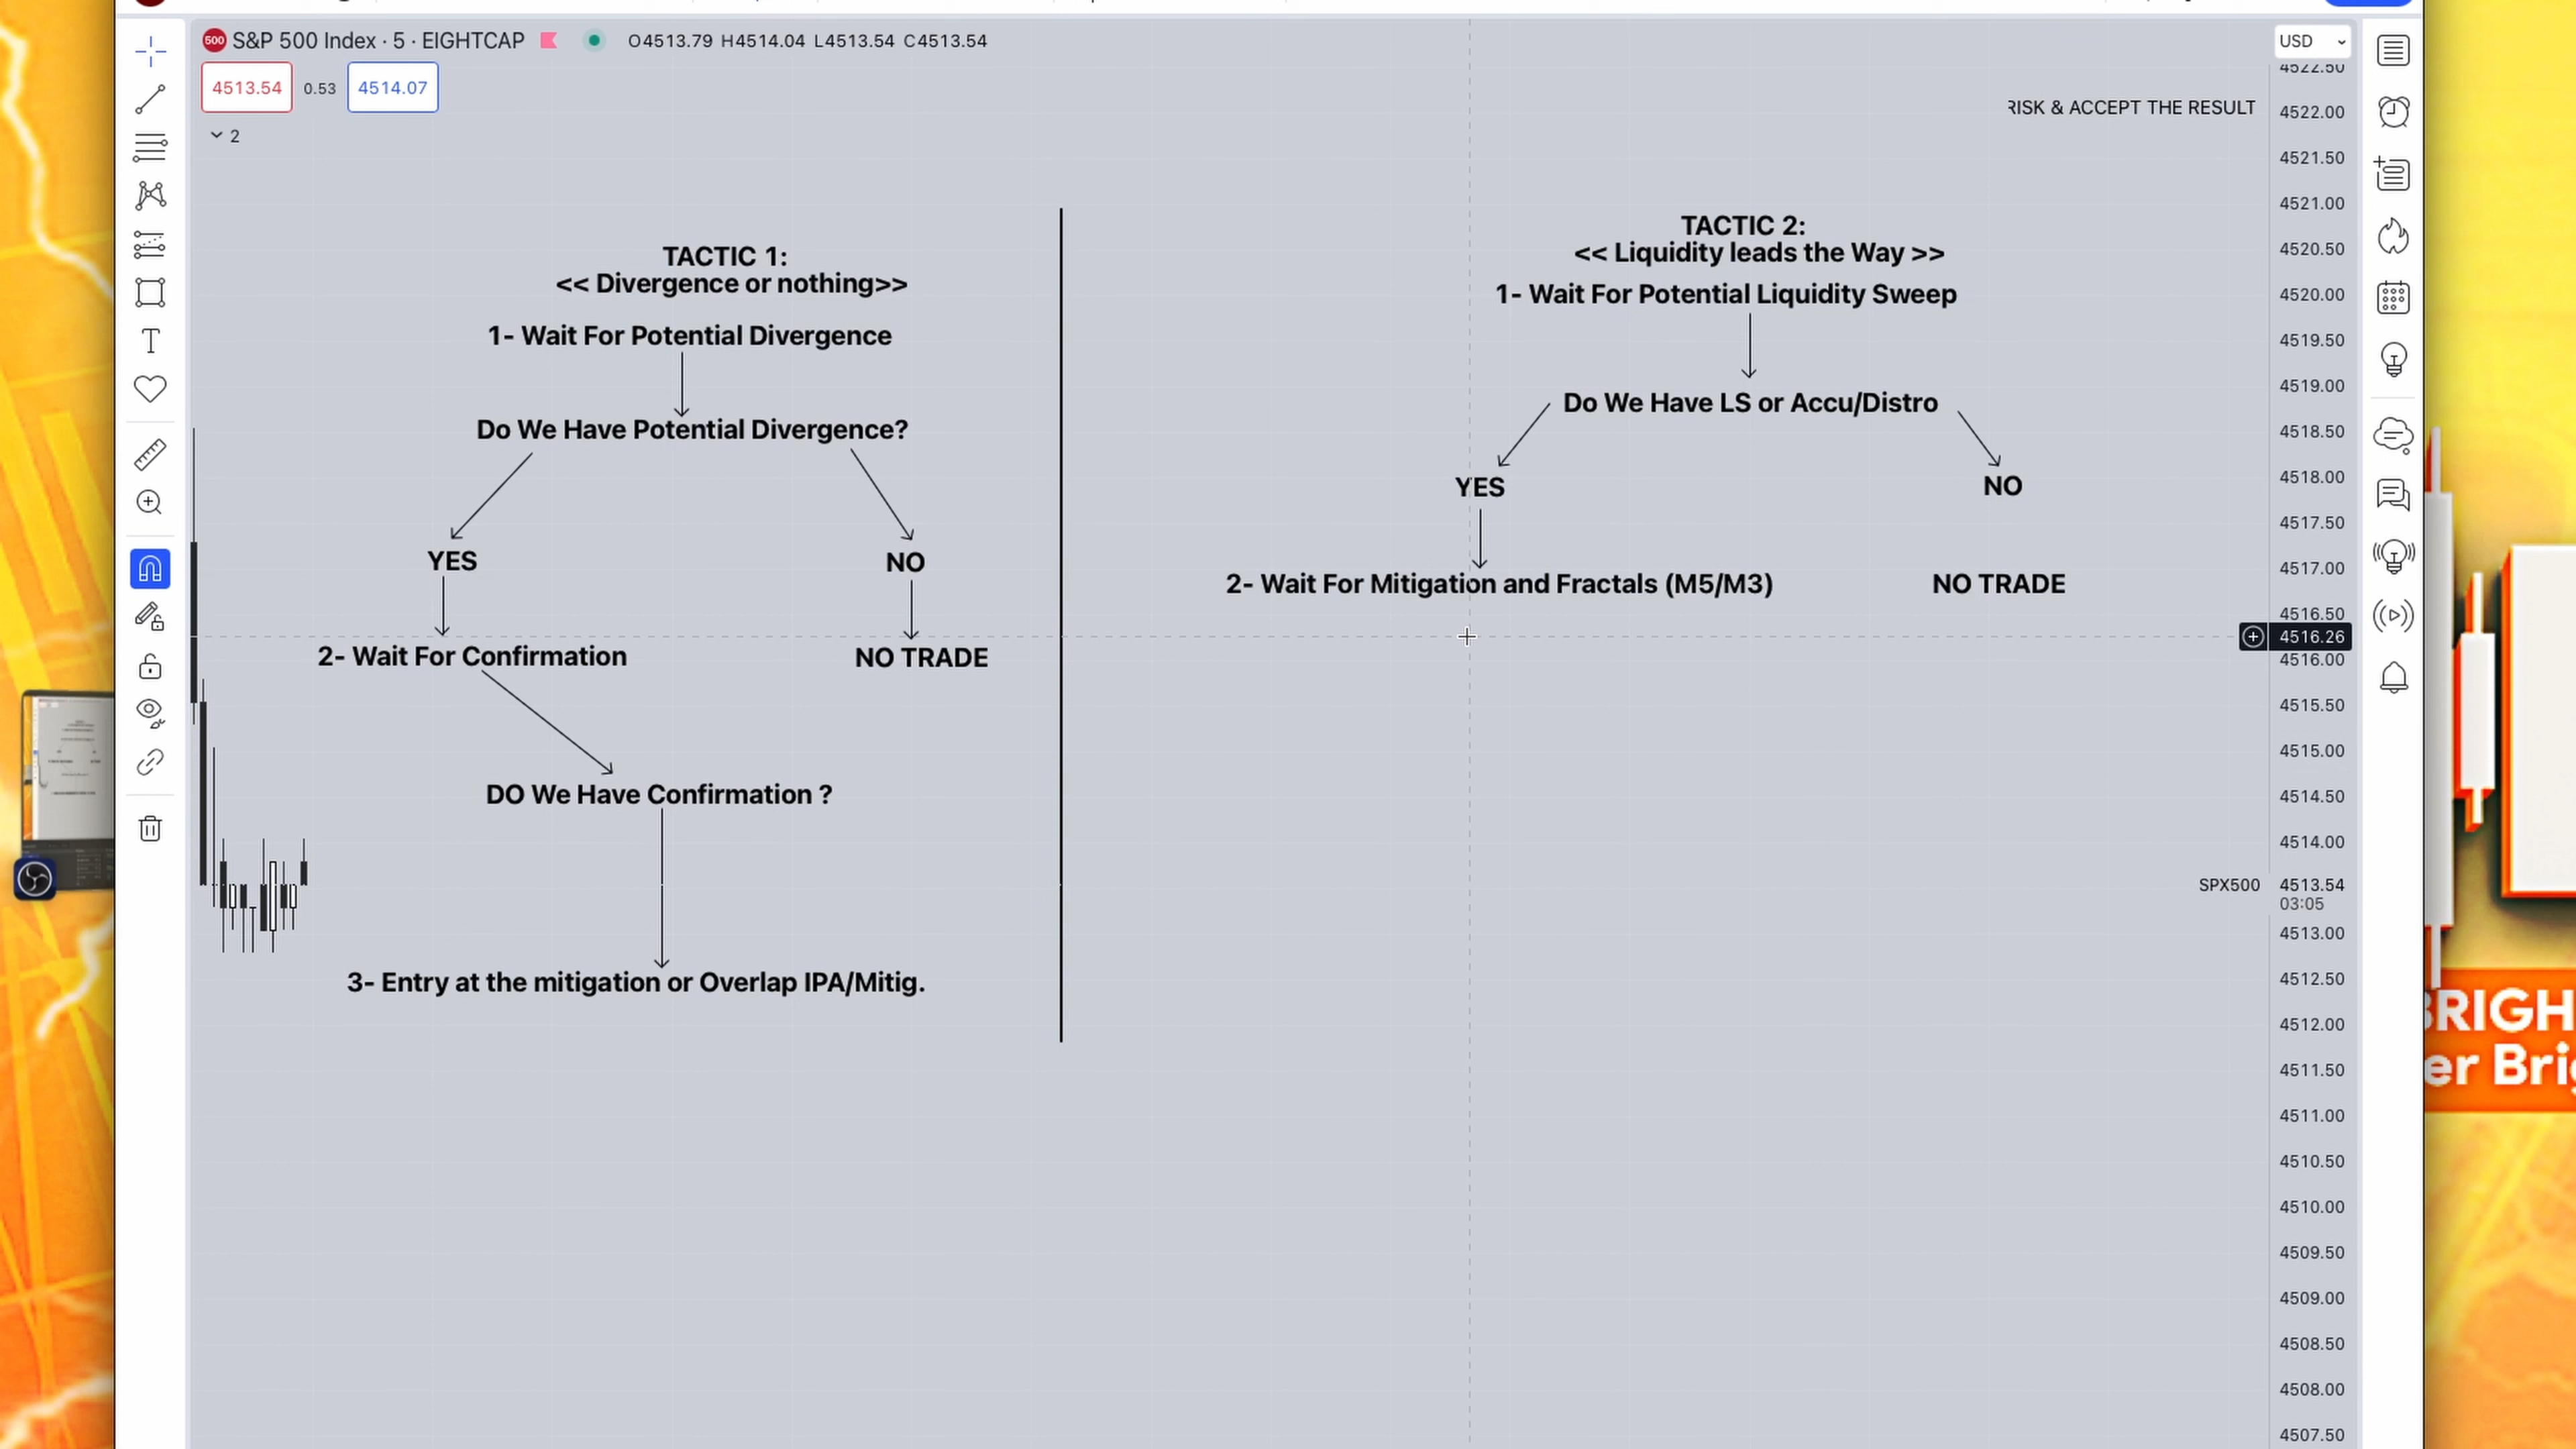 500 S&P 500 Index · 5 · EIGHTCAP
O4513.79 H4514.04 L4513.54 C4513.54
4513.54 0.53 4514.07
2
USD
RISK & ACCEPT THE RESULT
TACTIC 1:
<< Divergence or nothing>>
1- Wait For Potential Divergence
Do We Have Potential Divergence?
YES
NO
2- Wait For Confirmation
NO TRADE
DO We Have Confirmation ?
3- Entry at the mitigation or Overlap IPA/Mitig.
TACTIC 2:
<< Liquidity leads the Way >>
1- Wait For Potential Liquidity Sweep
Do We Have LS or Accu/Distro
YES
NO
2- Wait For Mitigation and Fractals (M5/M3)
NO TRADE
4522.50
4522.00
4521.50
4521.00
4520.50
4520.00
4519.50
4519.00
4518.50
4518.00
4517.50
4517.00
4516.50
4516.26
4516.00
4515.50
4515.00
4514.50
4514.00
SPX500 4513.54
03:05
4513.00
4512.50
4512.00
4511.50
4511.00
4510.50
4510.00
4509.50
4509.00
4508.50
4508.00
4507.50
BRIGH
er Brig